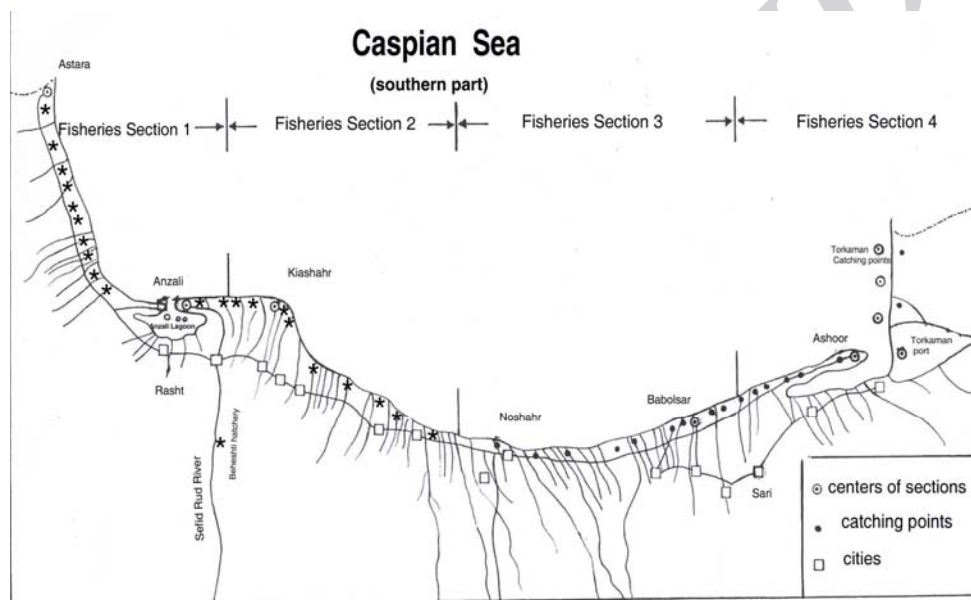 Caspian Sea
(southern part)
Astara
Fisheries Section 1
Fisheries Section 2
Fisheries Section 3
Fisheries Section 4
Anzali
Kiashahr
Torkaman
Catching points
Anzali Lagoon
Ashoor
Torkaman
port
Rasht
Babolsar
Noshahr
Beheshti hatchery
Sefid Rud River
Sari
centers of sections
catching points
cities